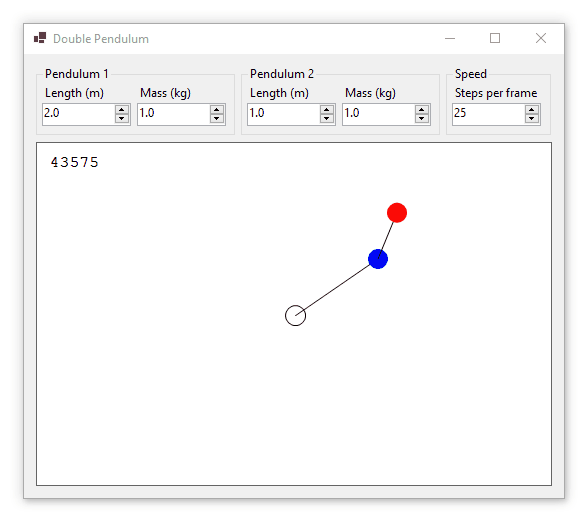 Double Pendulum
Pendulum 1 Pendulum 2 Speed
Length (m) Mass (kg) Length (m) Mass (kg) Steps per frame
2.0 1.0 1.0 1.0 25
43575